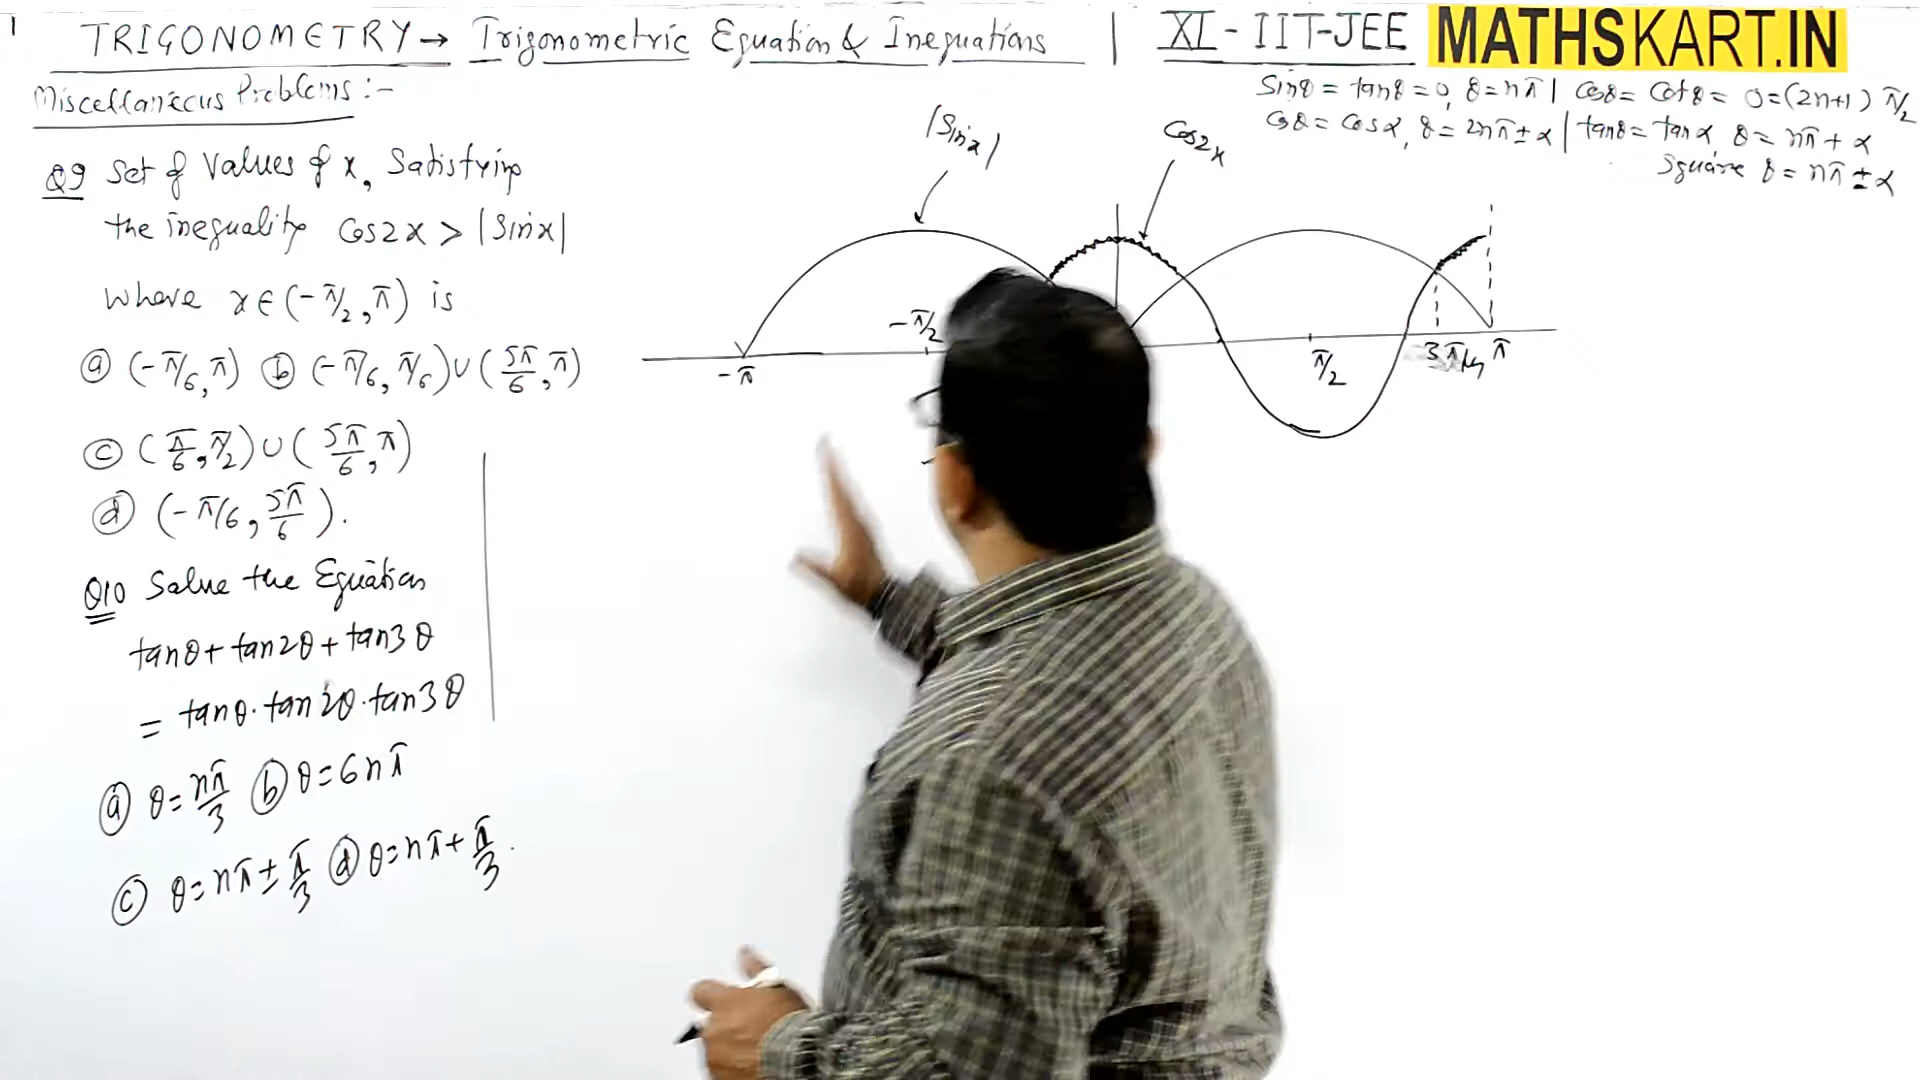 1
TRIGONOMETRY → Trigonometric Equation & Inequations | XI - IIT-JEE MATHSKART.IN
Miscellaneous Problems :-
Sinθ = tanθ = 0, θ = nπ | cosθ = cotθ = 0 = (2n+1) π/2
Cosθ = cosα, θ = 2nπ ± α | tanθ = tanα, θ = nπ + α
Square θ = nπ ± α
Q9 Set of Values of x, Satisfying
the inequality Cos2x > |Sinx|
Where x ∈ (-π/2, π) is
(a) (-π/6, π) (b) (-π/6, π/6) ∪ (5π/6, π)
(c) (π/6, π/2) ∪ (5π/6, π)
(d) (-π/6, 5π/6).
Q10 Solve the Equation
tanθ + tan2θ + tan3θ
= tanθ · tan2θ · tan3θ
(a) θ = nπ/3 (b) θ = 6nπ
(c) θ = nπ ± π/3 (d) θ = nπ + π/3.
|Sinx|
Cos2x
-π
-π/2
π/2
3π/4
π